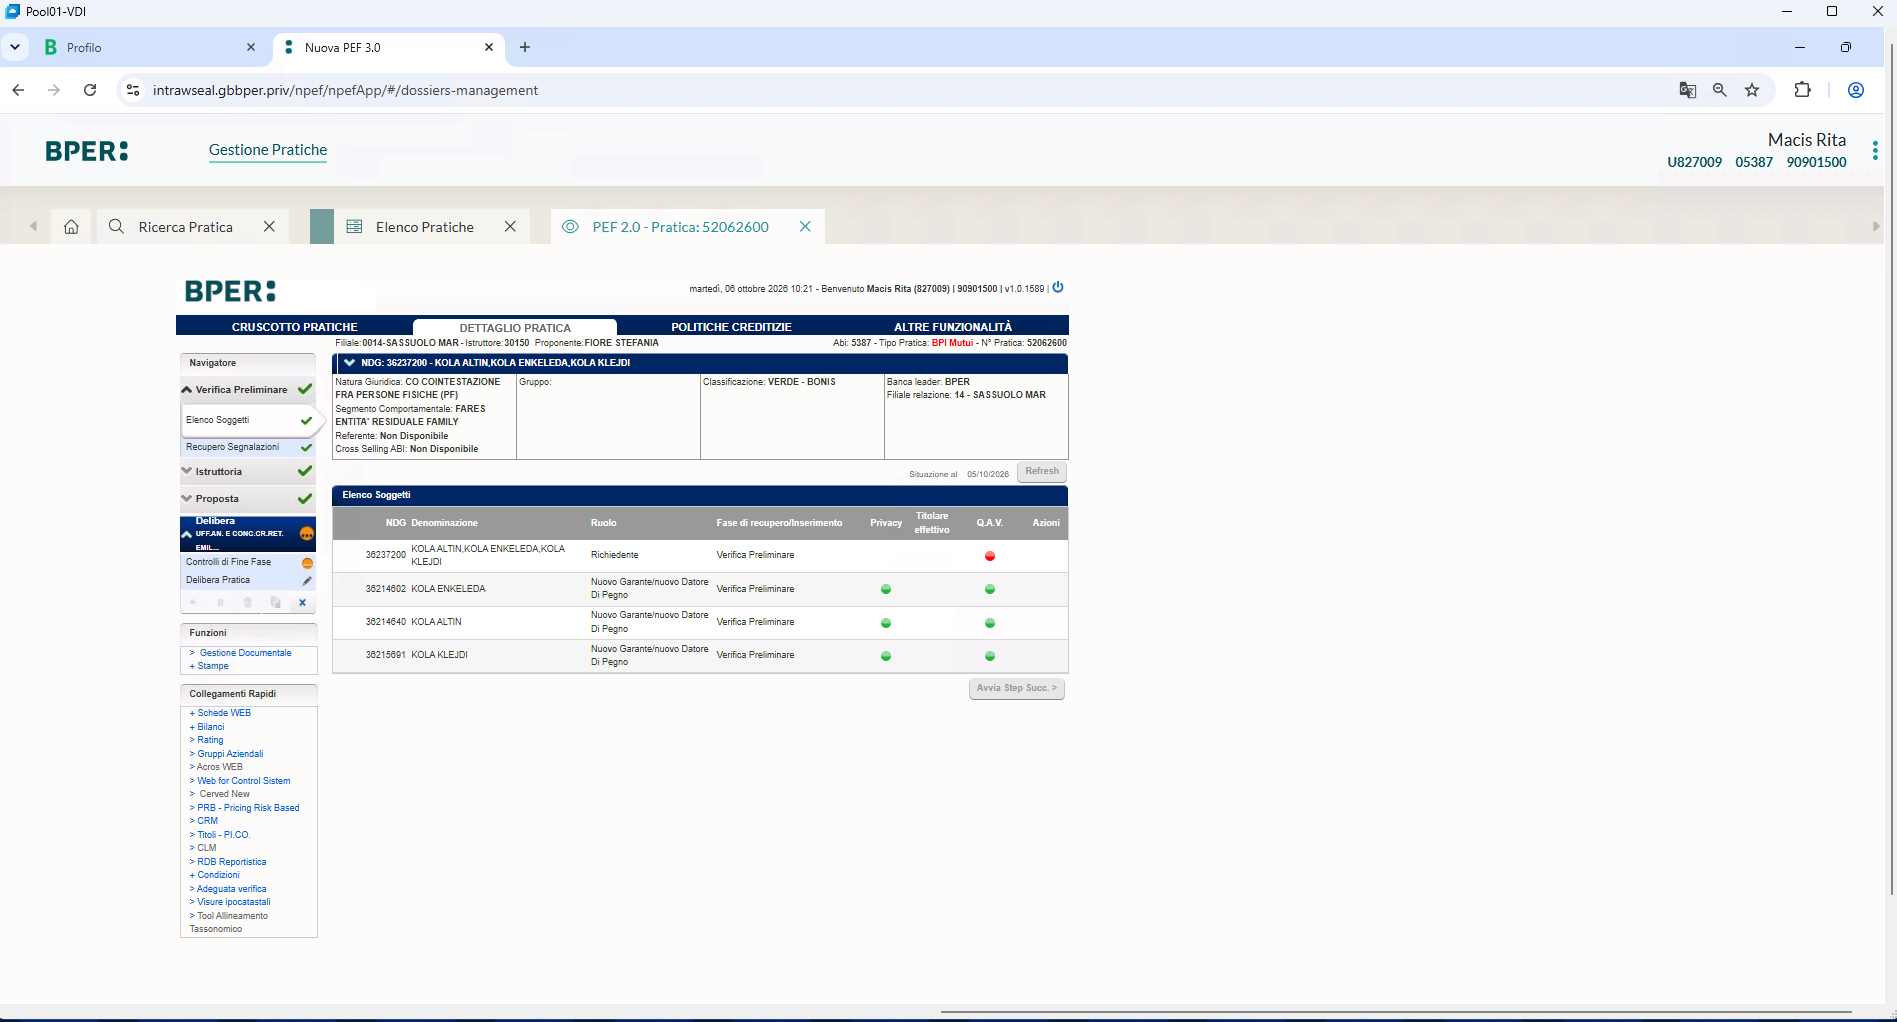 Pool01-VDI
Profilo
Nuova PEF 3.0
intrawseal.gbbper.priv/npef/npefApp/#/dossiers-management
BPER:
Gestione Pratiche
Macis Rita
U827009 05387 90901500
Ricerca Pratica
Elenco Pratiche
PEF 2.0 - Pratica: 52062600
BPER:
martedì, 06 ottobre 2026 10:21 - Benvenuto Macis Rita (827009) | 90901500 | v1.0.1589 |
CRUSCOTTO PRATICHE
DETTAGLIO PRATICA
POLITICHE CREDITIZIE
ALTRE FUNZIONALITÀ
Filiale: 0014-SASSUOLO MAR - Istruttore: 30150 Proponente: FIORE STEFANIA
Abi: 5387 - Tipo Pratica: BPI Mutui - N° Pratica: 52062600
Navigatore
Verifica Preliminare
Elenco Soggetti
Recupero Segnalazioni
Istruttoria
Proposta
Delibera
UFF.AN. E CONC.CR.RET.
EMIL...
Controlli di Fine Fase
Delibera Pratica
Funzioni
> Gestione Documentale
+ Stampe
Collegamenti Rapidi
+ Schede WEB
+ Bilanci
> Rating
> Gruppi Aziendali
> Acros WEB
> Web for Control Sistem
> Cerved New
> PRB - Pricing Risk Based
> CRM
> Titoli - PI.CO.
> CLM
> RDB Reportistica
+ Condizioni
> Adeguata verifica
> Visure ipocatastali
> Tool Allineamento
Tassonomico
NDG: 36237200 - KOLA ALTIN,KOLA ENKELEDA,KOLA KLEJDI
Natura Giuridica: CO COINTESTAZIONE
FRA PERSONE FISICHE (PF)
Segmento Comportamentale: FARES
ENTITA' RESIDUALE FAMILY
Referente: Non Disponibile
Cross Selling ABI: Non Disponibile
Gruppo:
Classificazione: VERDE - BONIS
Banca leader: BPER
Filiale relazione: 14 - SASSUOLO MAR
Situazione al 05/10/2026
Refresh
Elenco Soggetti
NDG Denominazione Ruolo Fase di recupero/Inserimento Privacy Titolare effettivo Q.A.V. Azioni
36237200 KOLA ALTIN,KOLA ENKELEDA,KOLA KLEJDI Richiedente Verifica Preliminare
36214602 KOLA ENKELEDA Nuovo Garante/nuovo Datore Di Pegno Verifica Preliminare
36214640 KOLA ALTIN Nuovo Garante/nuovo Datore Di Pegno Verifica Preliminare
36215691 KOLA KLEJDI Nuovo Garante/nuovo Datore Di Pegno Verifica Preliminare
Avvia Step Succ. >